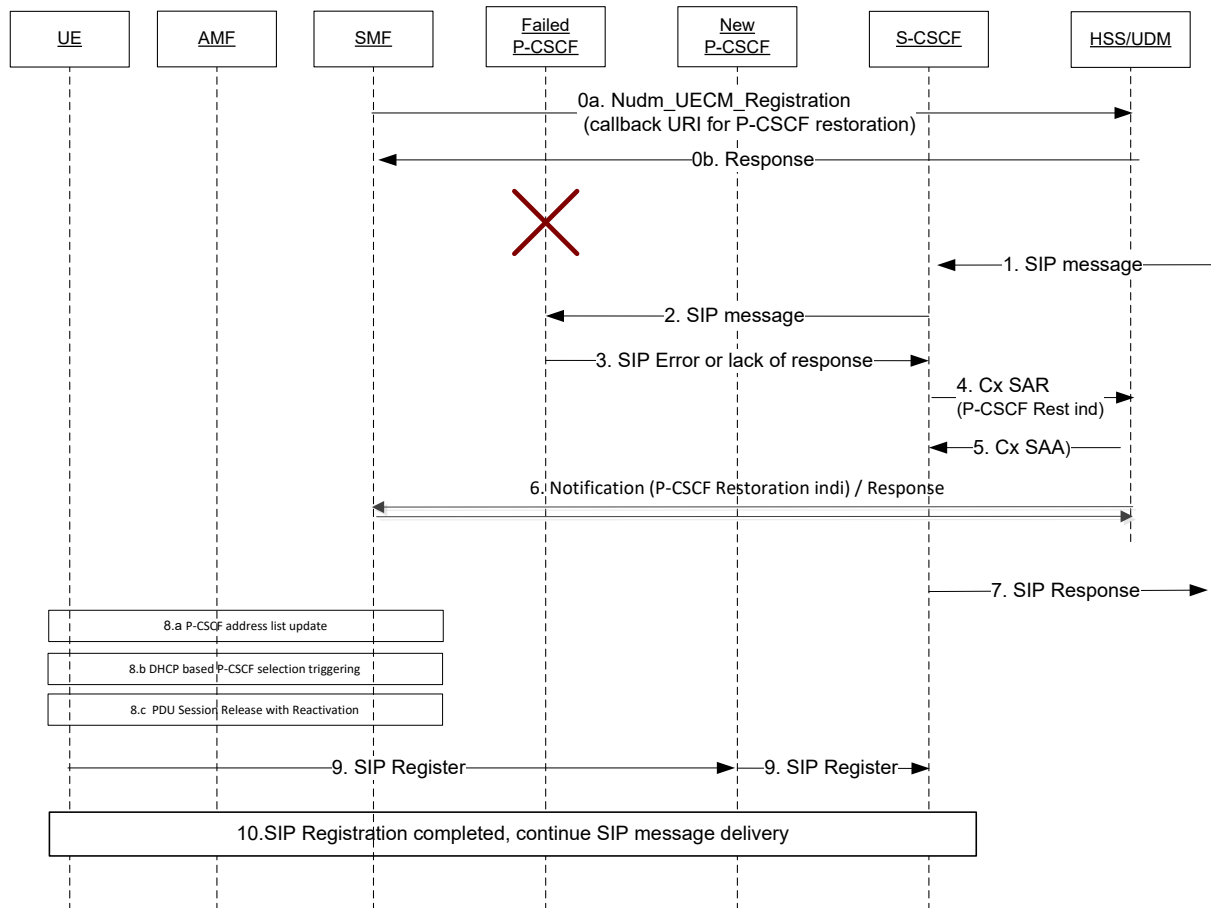 UE
AMF
SMF
Failed
P-CSCF
New
P-CSCF
S-CSCF
HSS/UDM
0a. Nudm_UECM_Registration
(callback URI for P-CSCF restoration)
0b. Response
1. SIP message
2. SIP message
3. SIP Error or lack of response
4. Cx SAR
(P-CSCF Rest ind)
5. Cx SAA)
6. Notification (P-CSCF Restoration indi) / Response
7. SIP Response
8.a P-CSCF address list update
8.b DHCP based P-CSCF selection triggering
8.c PDU Session Release with Reactivation
9. SIP Register
9. SIP Register
10.SIP Registration completed, continue SIP message delivery